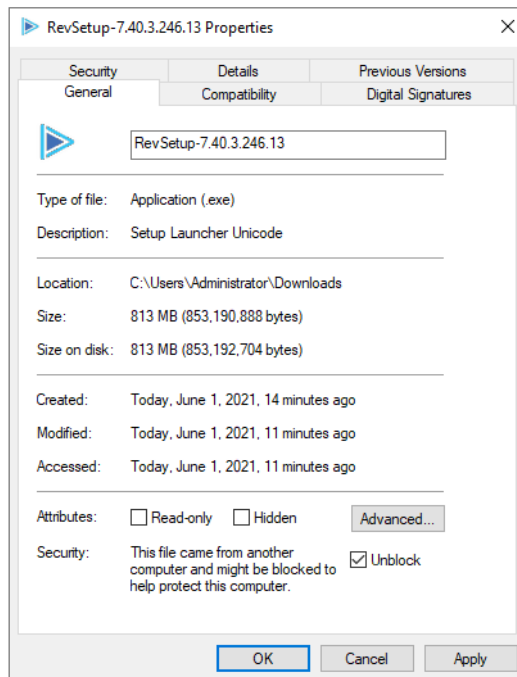 RevSetup-7.40.3.246.13 Properties
Security Details Previous Versions
General Compatibility Digital Signatures
RevSetup-7.40.3.246.13
Type of file: Application (.exe)
Description: Setup Launcher Unicode
Location: C:\Users\Administrator\Downloads
Size: 813 MB (853,190,888 bytes)
Size on disk: 813 MB (853,192,704 bytes)
Created: Today, June 1, 2021, 14 minutes ago
Modified: Today, June 1, 2021, 11 minutes ago
Accessed: Today, June 1, 2021, 11 minutes ago
Attributes: Read-only Hidden Advanced...
Security: This file came from another
computer and might be blocked to
help protect this computer.
Unblock
OK Cancel Apply